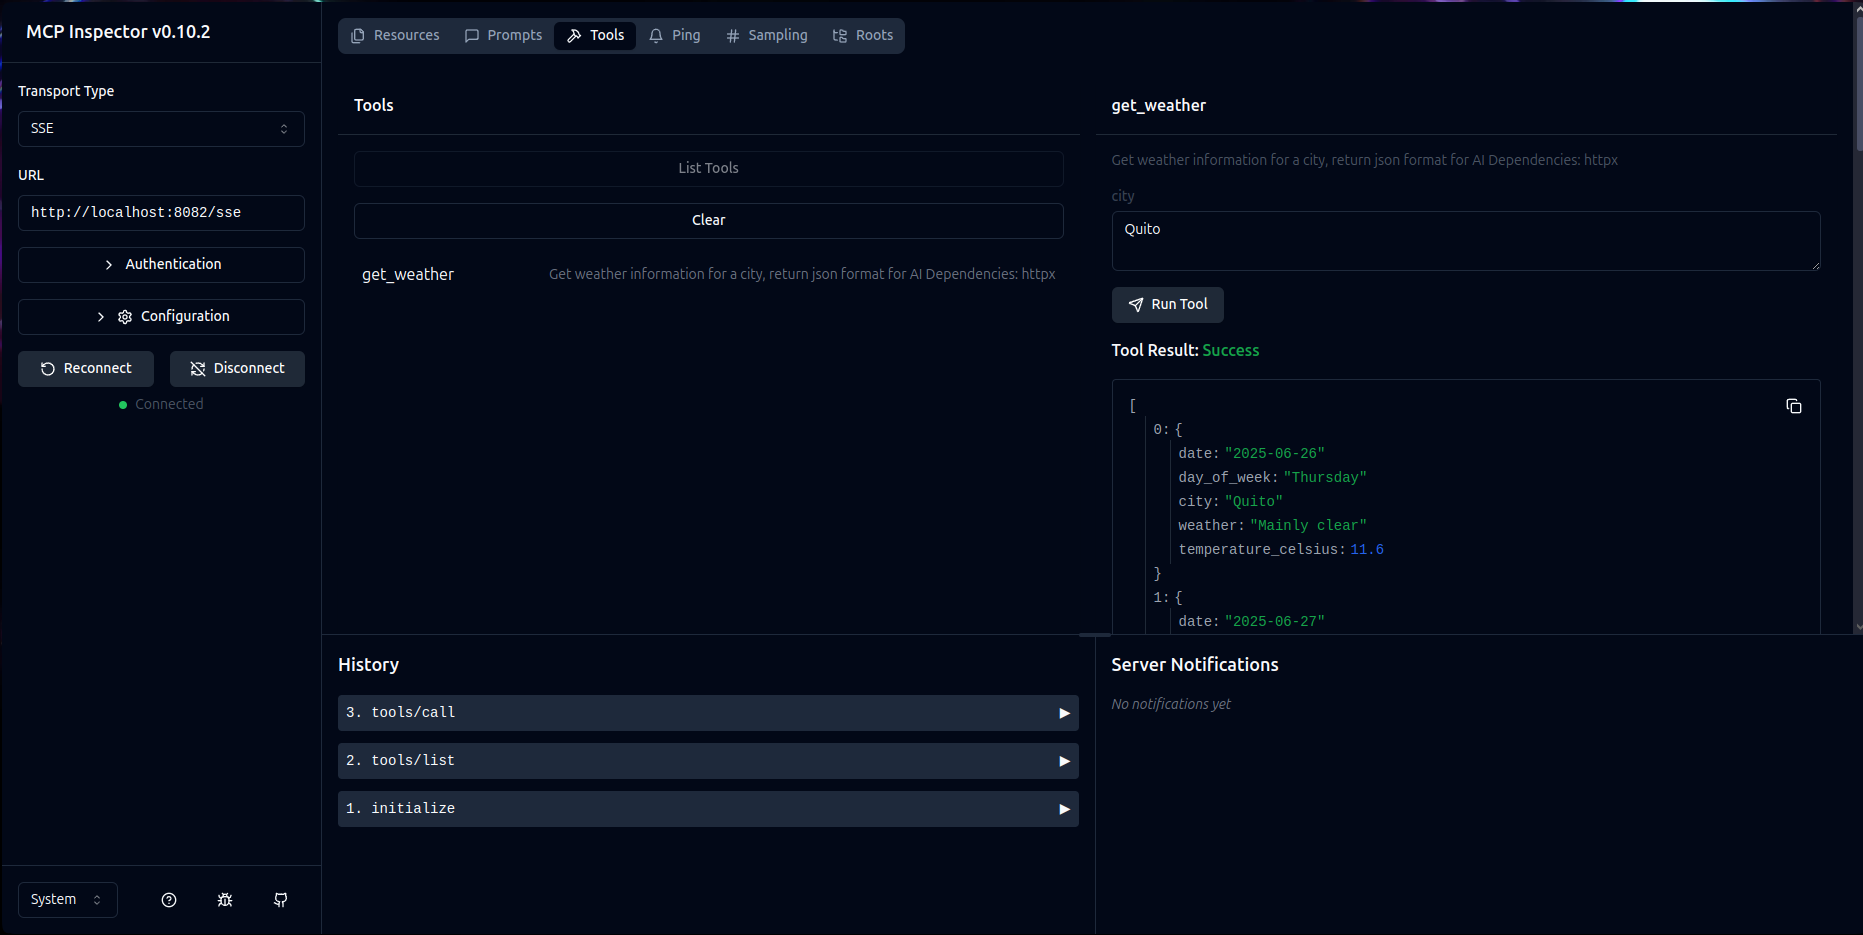 MCP Inspector v0.10.2
Transport Type
SSE
URL
http://localhost:8082/sse
Authentication
Configuration
Reconnect
Disconnect
Connected
System
Resources
Prompts
Tools
Ping
Sampling
Roots
Tools
List Tools
Clear
get_weather
Get weather information for a city, return json format for AI Dependencies: httpx
get_weather
Get weather information for a city, return json format for AI Dependencies: httpx
city
Quito
Run Tool
Tool Result: Success
[
0: {
date: "2025-06-26"
day_of_week: "Thursday"
city: "Quito"
weather: "Mainly clear"
temperature_celsius: 11.6
}
1: {
date: "2025-06-27"
History
3. tools/call
2. tools/list
1. initialize
Server Notifications
No notifications yet